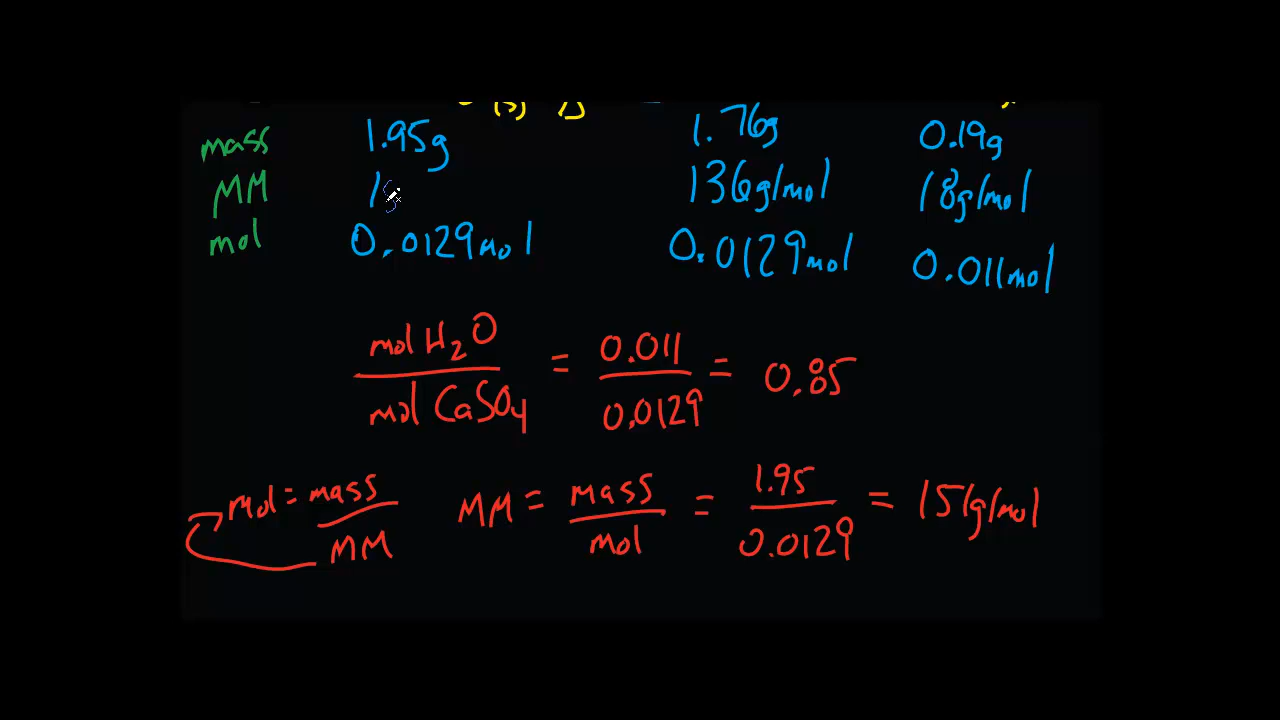 (s) Δ
mass 1.95g 1.76g 0.19g
MM 1 136g/mol 18g/mol
mol 0.0129mol 0.0129mol 0.011mol
mol H₂O / mol CaSO₄ = 0.011 / 0.0129 = 0.85
mol = mass / MM MM = mass / mol = 1.95 / 0.0129 = 151g/mol